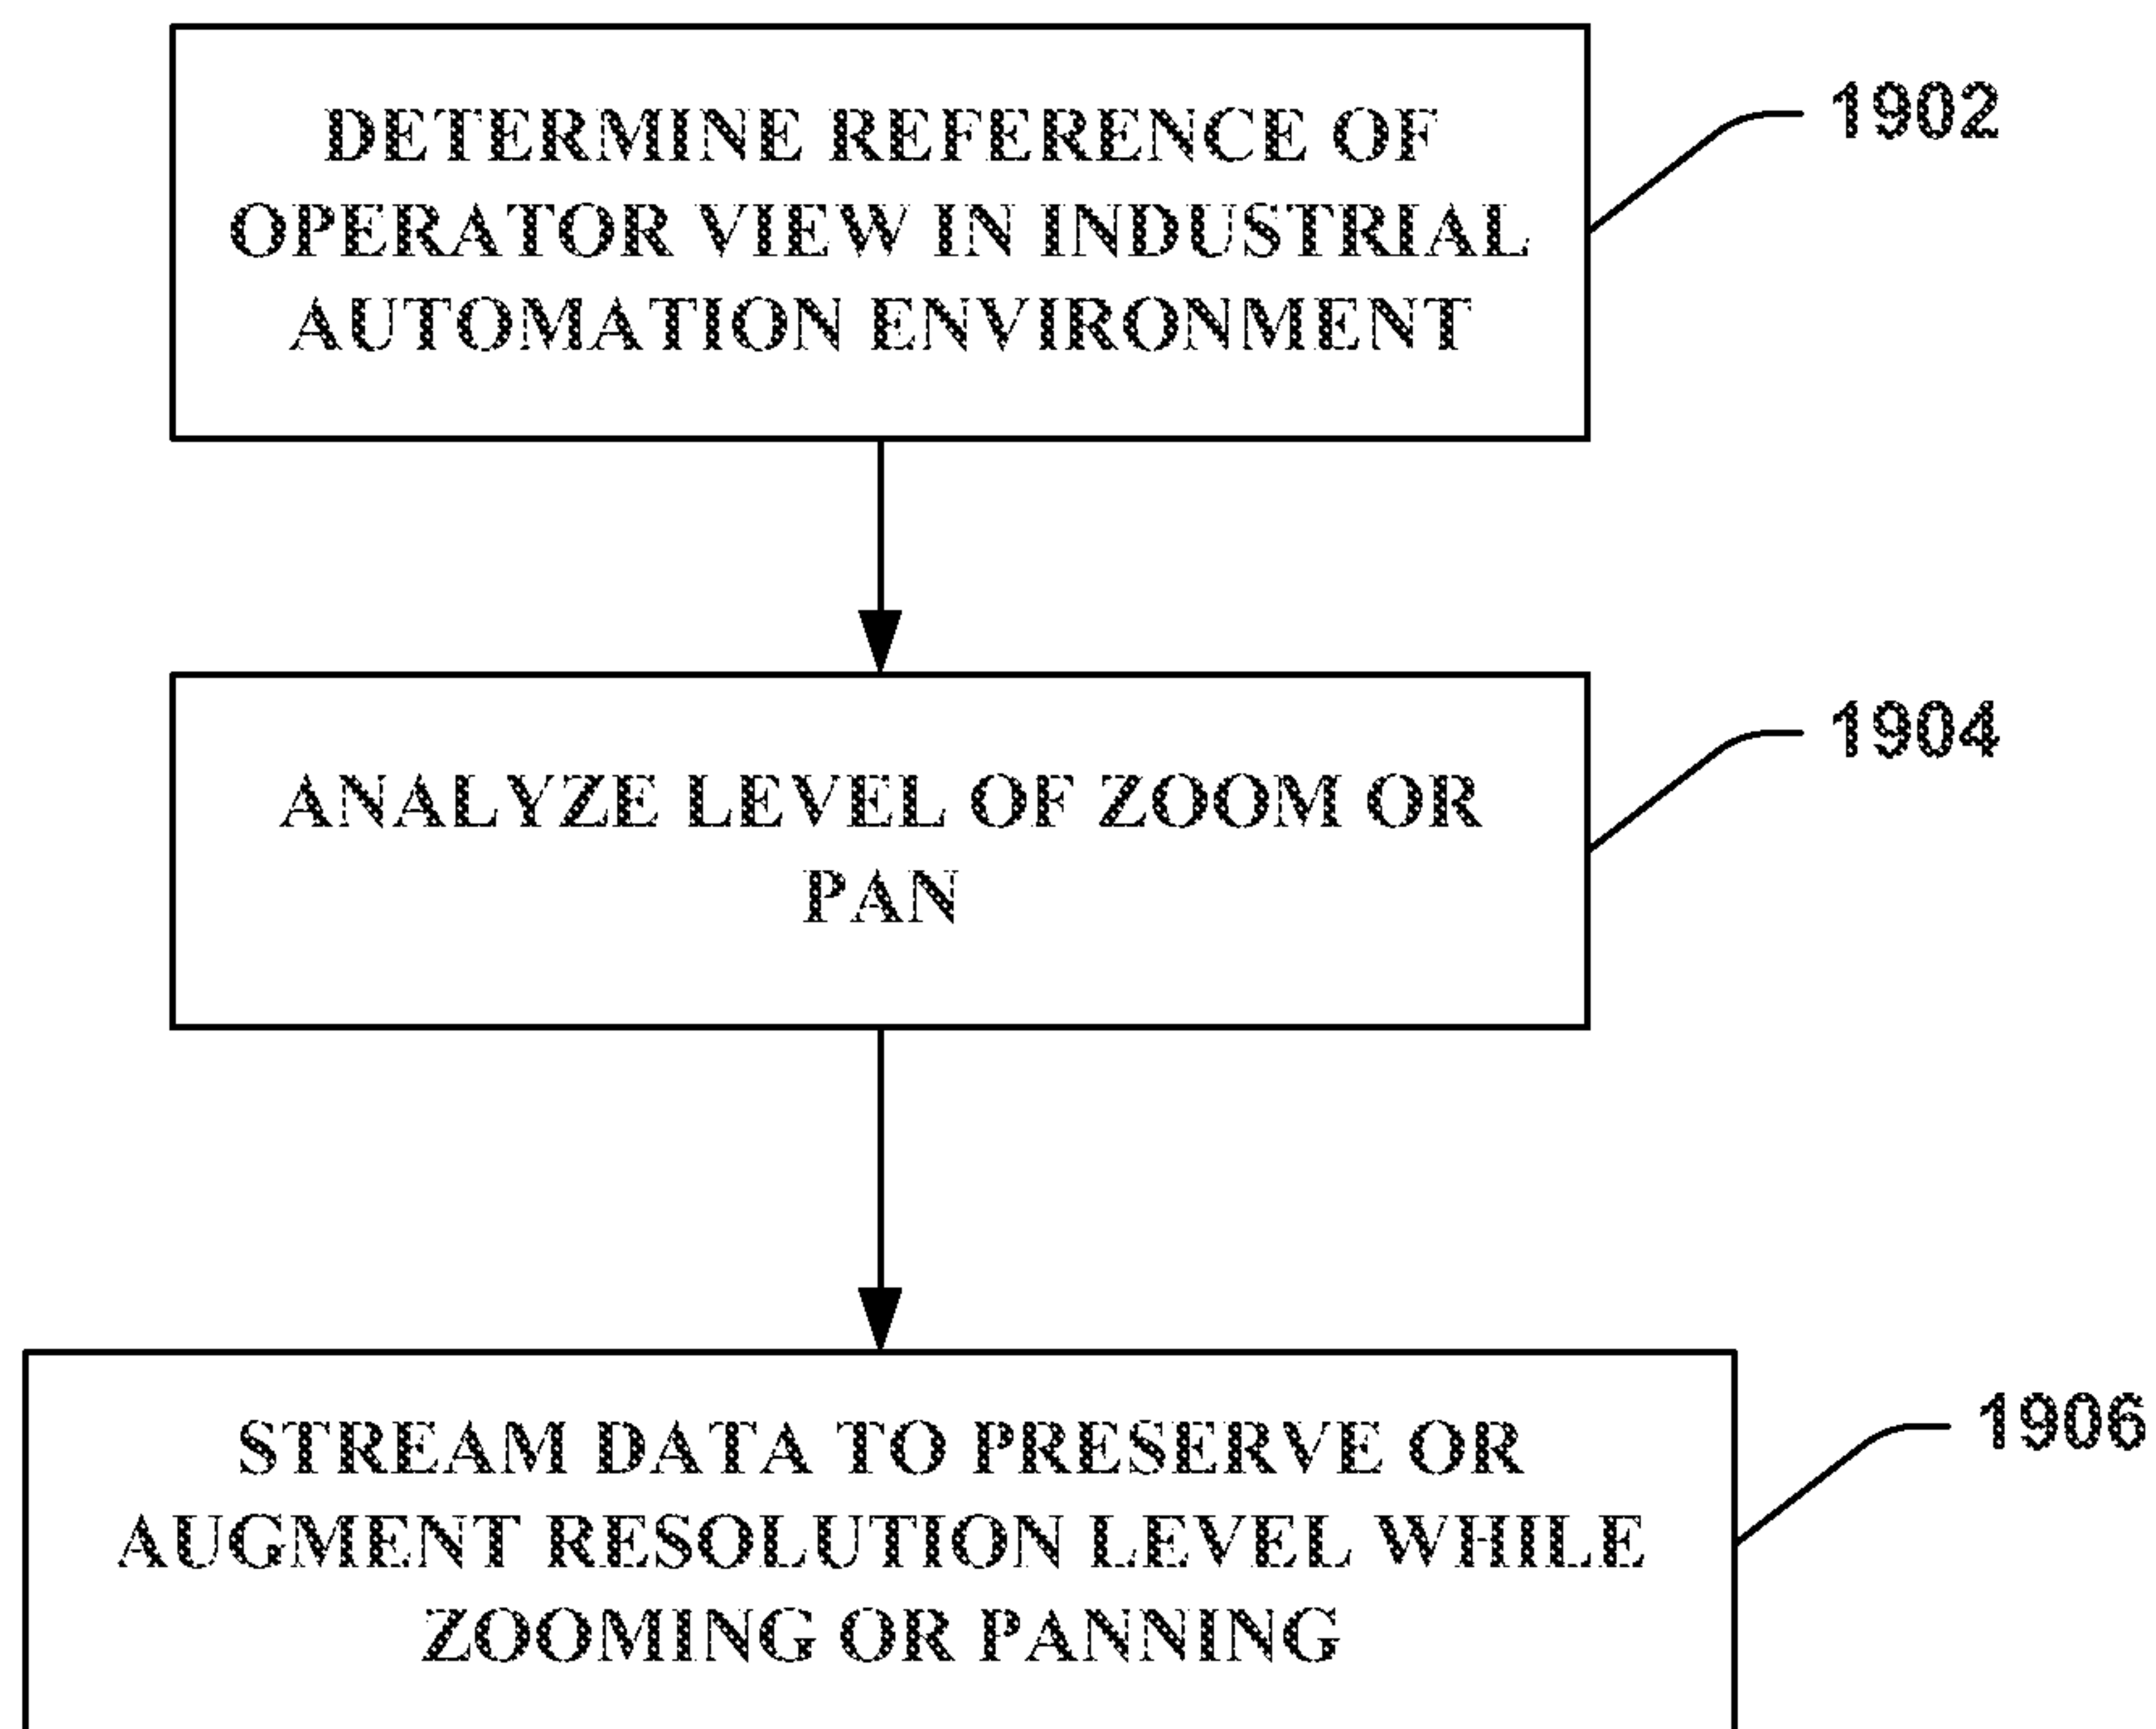 DETERMINE REFERENCE OF
OPERATOR VIEW IN INDUSTRIAL
AUTOMATION ENVIRONMENT
1902
ANALYZE LEVEL OF ZOOM OR
PAN
1904
STREAM DATA TO PRESERVE OR
AUGMENT RESOLUTION LEVEL WHILE
ZOOMING OR PANNING
1906